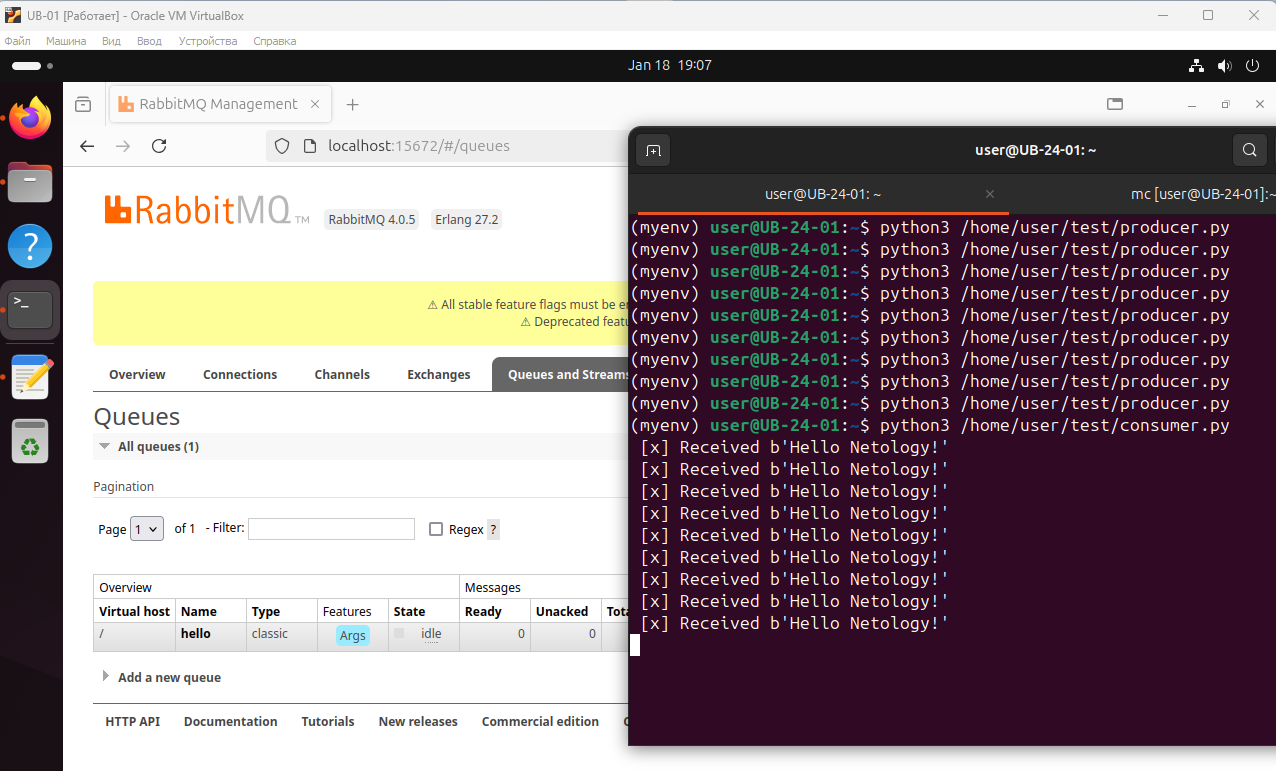 UB-01 [Работает] - Oracle VM VirtualBox
Файл Машина Вид Ввод Устройства Справка
Jan 18 19:07
RabbitMQ Management
localhost:15672/#/queues
RabbitMQ TM RabbitMQ 4.0.5 Erlang 27.2
⚠ All stable feature flags must be
⚠ Deprecated
Overview Connections Channels Exchanges Queues and Streams
Queues
All queues (1)
Pagination
Page 1 of 1 - Filter: Regex ?
Overview Messages
Virtual host Name Type Features State Ready Unacked
/ hello classic Args idle 0 0
Add a new queue
HTTP API Documentation Tutorials New releases Commercial edition
user@UB-24-01: ~
user@UB-24-01: ~ mc [user@UB-24-01]:~
(myenv) user@UB-24-01:~$ python3 /home/user/test/producer.py
(myenv) user@UB-24-01:~$ python3 /home/user/test/producer.py
(myenv) user@UB-24-01:~$ python3 /home/user/test/producer.py
(myenv) user@UB-24-01:~$ python3 /home/user/test/producer.py
(myenv) user@UB-24-01:~$ python3 /home/user/test/producer.py
(myenv) user@UB-24-01:~$ python3 /home/user/test/producer.py
(myenv) user@UB-24-01:~$ python3 /home/user/test/producer.py
(myenv) user@UB-24-01:~$ python3 /home/user/test/producer.py
(myenv) user@UB-24-01:~$ python3 /home/user/test/producer.py
(myenv) user@UB-24-01:~$ python3 /home/user/test/consumer.py
[x] Received b'Hello Netology!'
[x] Received b'Hello Netology!'
[x] Received b'Hello Netology!'
[x] Received b'Hello Netology!'
[x] Received b'Hello Netology!'
[x] Received b'Hello Netology!'
[x] Received b'Hello Netology!'
[x] Received b'Hello Netology!'
[x] Received b'Hello Netology!'